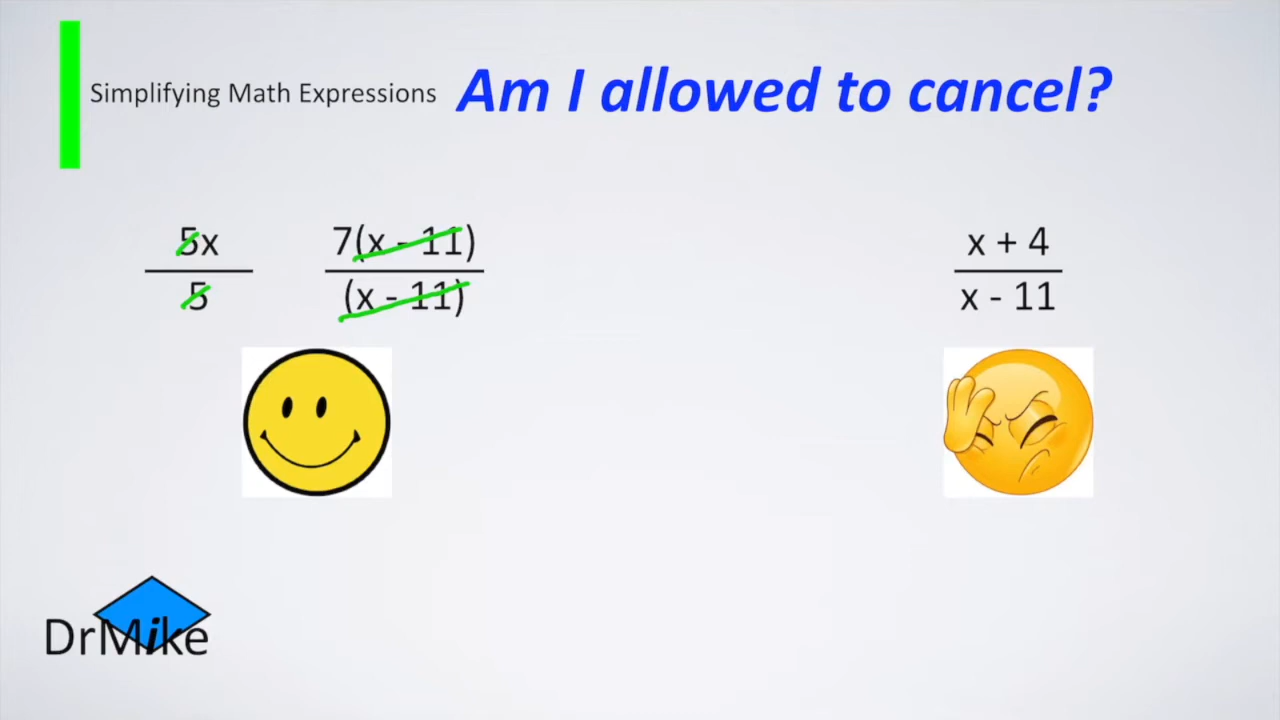 Simplifying Math Expressions Am I allowed to cancel?
5x
5
7(x - 11)
(x - 11)
x + 4
x - 11
DrMike